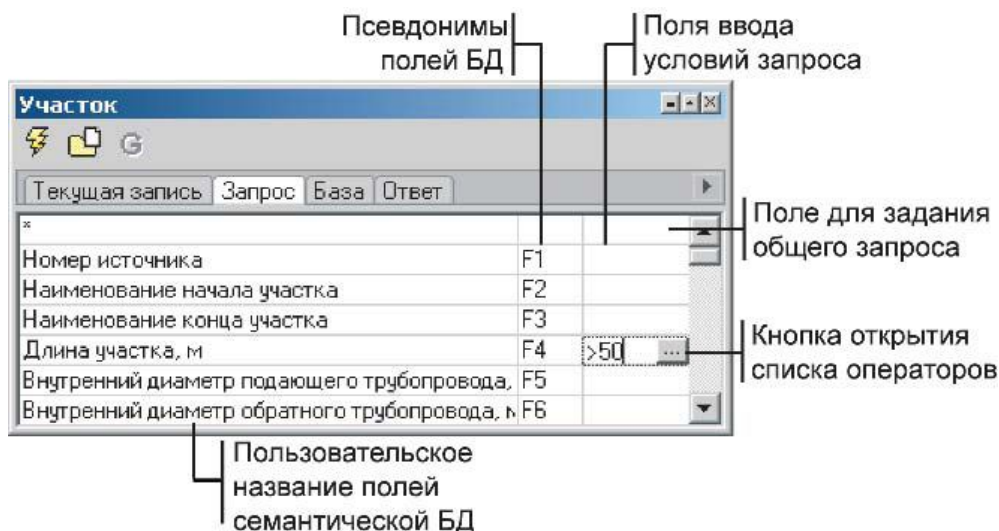 Псевдонимы
полей БД
Поля ввода
условий запроса
Участок
G
Текущая запись Запрос База Ответ
*
Поле для задания
общего запроса
Номер источника F1
Наименование начала участка F2
Наименование конца участка F3
Длина участка, м F4 >50 ...
Кнопка открытия
списка операторов
Внутренний диаметр подающего трубопровода, F5
Внутренний диаметр обратного трубопровода, м F6
Пользовательское
название полей
семантической БД